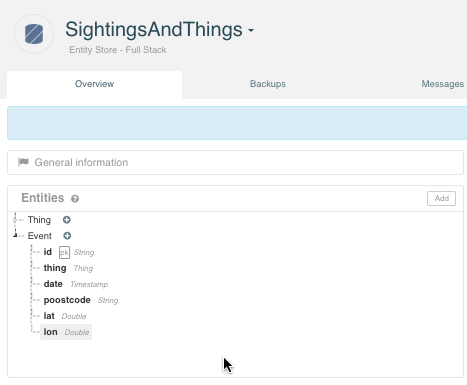 SightingsAndThings
Entity Store - Full Stack
Overview Backups Messages
General information
Entities ? Add
Thing
Event
id pk String
thing Thing
date Timestamp
poostcode String
lat Double
lon Double